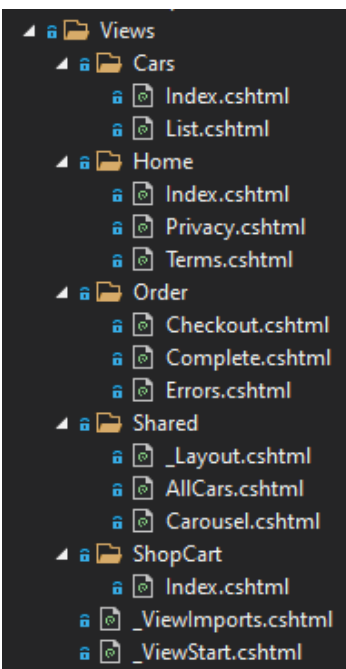 Views
Cars
Index.cshtml
List.cshtml
Home
Index.cshtml
Privacy.cshtml
Terms.cshtml
Order
Checkout.cshtml
Complete.cshtml
Errors.cshtml
Shared
_Layout.cshtml
AllCars.cshtml
Carousel.cshtml
ShopCart
Index.cshtml
_ViewImports.cshtml
_ViewStart.cshtml